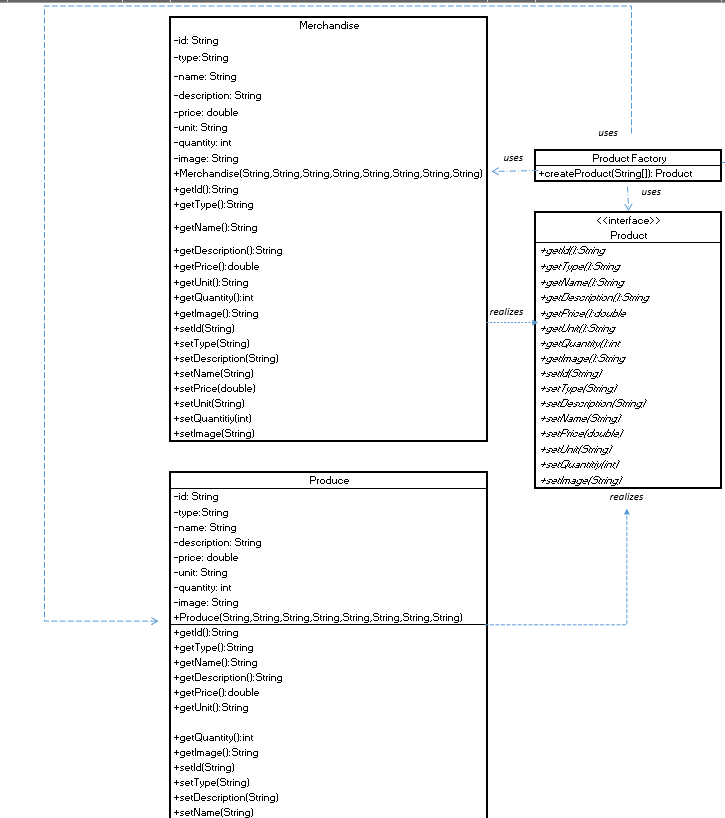 Merchandise
-id: String
-type:String
-name: String
-description: String
-price: double
-unit: String
-quantity: int
-image: String
+Merchandise(String,String,String,String,String,String,String,String)
+getId():String
+getType():String
+getName():String
+getDescription():String
+getPrice():double
+getUnit():String
+getQuantity():int
+getImage():String
+setId(String)
+setType(String)
+setDescription(String)
+setName(String)
+setPrice(double)
+setUnit(String)
+setQuantitiy(int)
+setImage(String)
uses
uses
Product Factory
+createProduct(String[]): Product
uses
<<interface>>
Product
+getId():String
+getType():String
+getName():String
+getDescription():String
+getPrice():double
+getUnit():String
+getQuantity():int
+getImage():String
+setId(String)
+setType(String)
+setDescription(String)
+setName(String)
+setPrice(double)
+setUnit(String)
+setQuantitiy(int)
+setImage(String)
realizes
realizes
Produce
-id: String
-type:String
-name: String
-description: String
-price: double
-unit: String
-quantity: int
-image: String
+Produce(String,String,String,String,String,String,String,String)
+getId():String
+getType():String
+getName():String
+getDescription():String
+getPrice():double
+getUnit():String
+getQuantity():int
+getImage():String
+setId(String)
+setType(String)
+setDescription(String)
+setName(String)